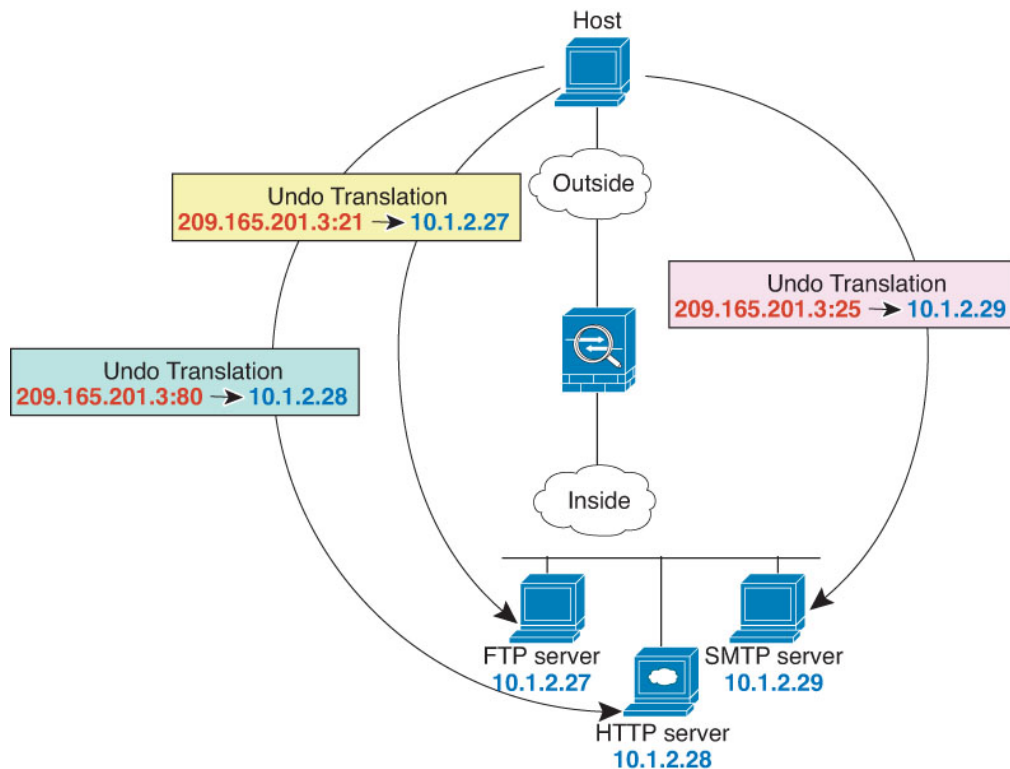 Host
Outside
Undo Translation
209.165.201.3:21 → 10.1.2.27
Undo Translation
209.165.201.3:25 → 10.1.2.29
Undo Translation
209.165.201.3:80 → 10.1.2.28
Inside
FTP server
10.1.2.27
SMTP server
10.1.2.29
HTTP server
10.1.2.28